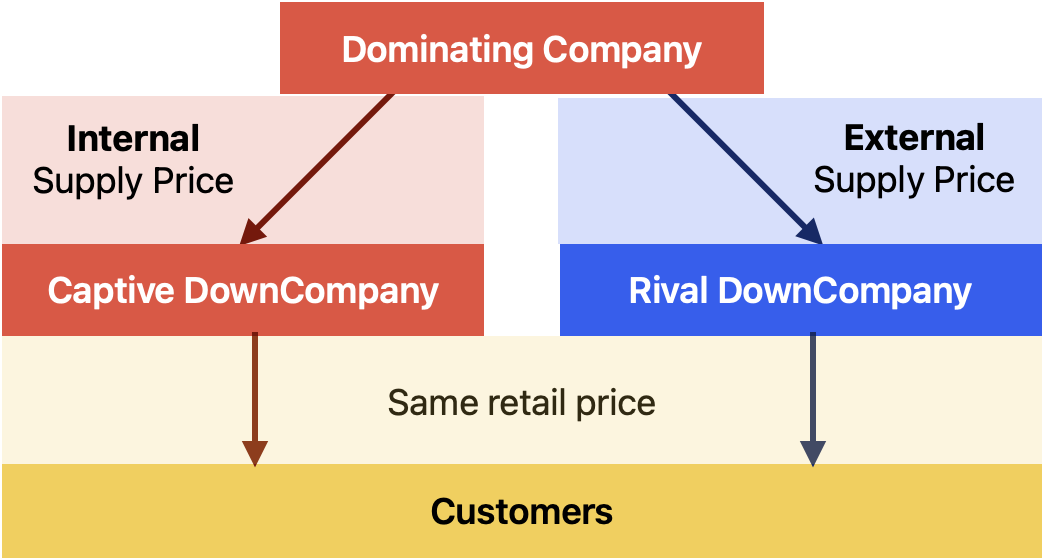 Dominating Company
Internal
Supply Price
External
Supply Price
Captive DownCompany
Rival DownCompany
Same retail price
Customers